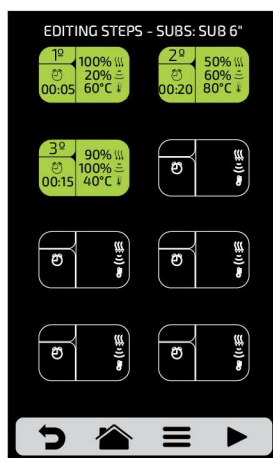 EDITING STEPS - SUBS: SUB 6"
1º
100%
20%
00:05 60°C
2º
50%
60%
00:20 80°C
3º
90%
100%
00:15 40°C